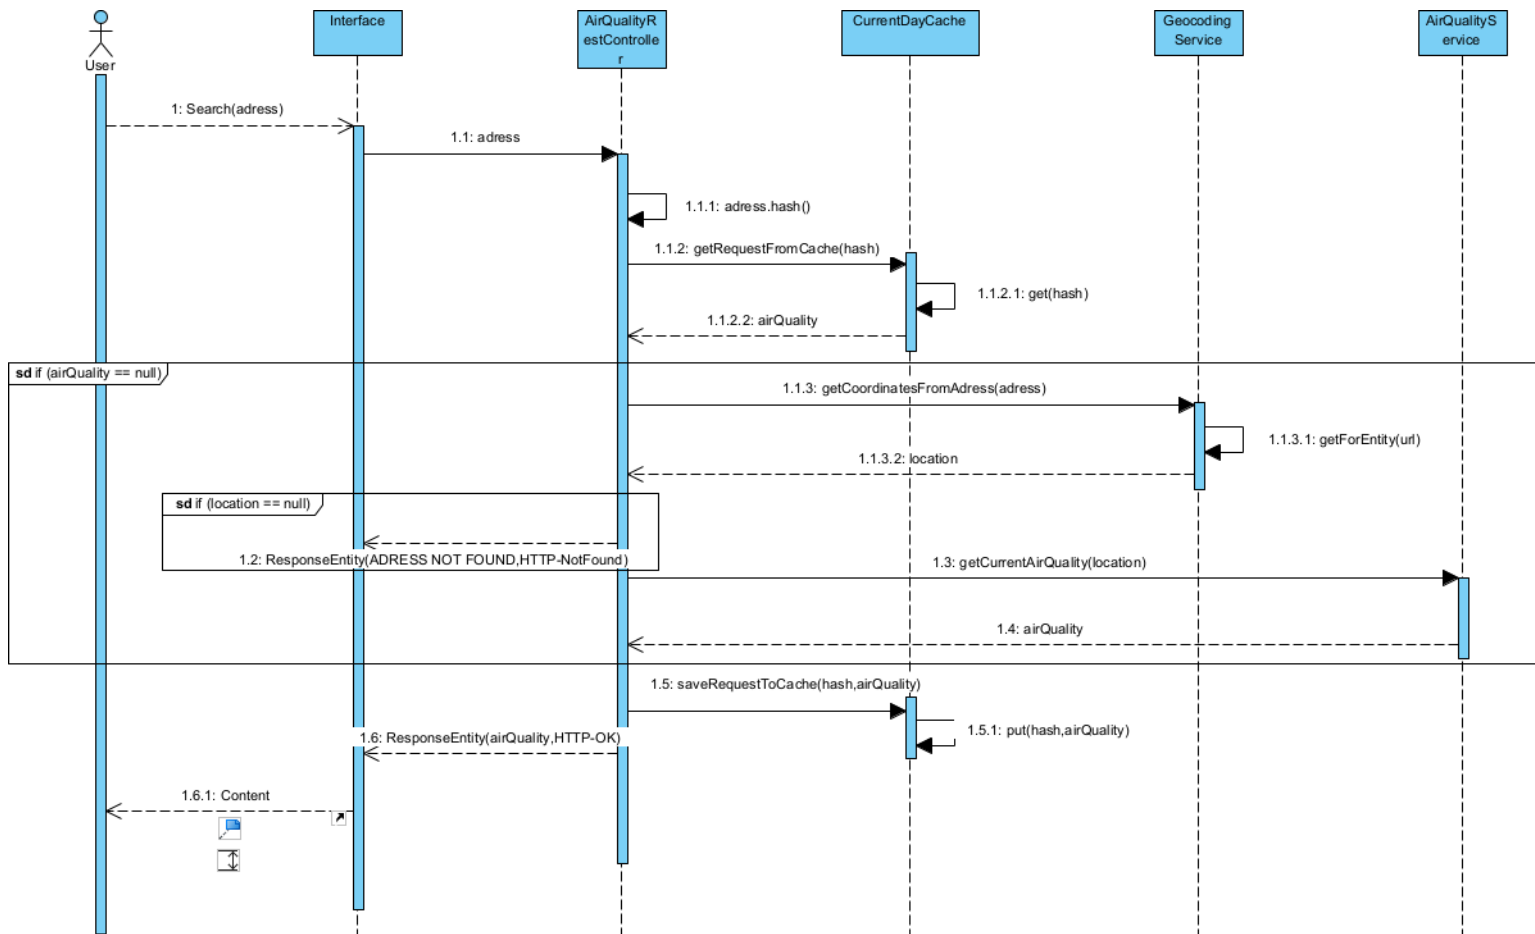 User
Interface
AirQualityR
estControlle
r
CurrentDayCache
Geocoding
Service
AirQualityS
ervice
1: Search(adress)
1.1: adress
1.1.1: adress.hash()
1.1.2: getRequestFromCache(hash)
1.1.2.1: get(hash)
1.1.2.2: airQuality
sd if (airQuality == null)
1.1.3: getCoordinatesFromAdress(adress)
1.1.3.1: getForEntity(url)
1.1.3.2: location
sd if (location == null)
1.2: ResponseEntity(ADRESS NOT FOUND,HTTP-NotFound)
1.3: getCurrentAirQuality(location)
1.4: airQuality
1.5: saveRequestToCache(hash,airQuality)
1.5.1: put(hash,airQuality)
1.6: ResponseEntity(airQuality,HTTP-OK)
1.6.1: Content